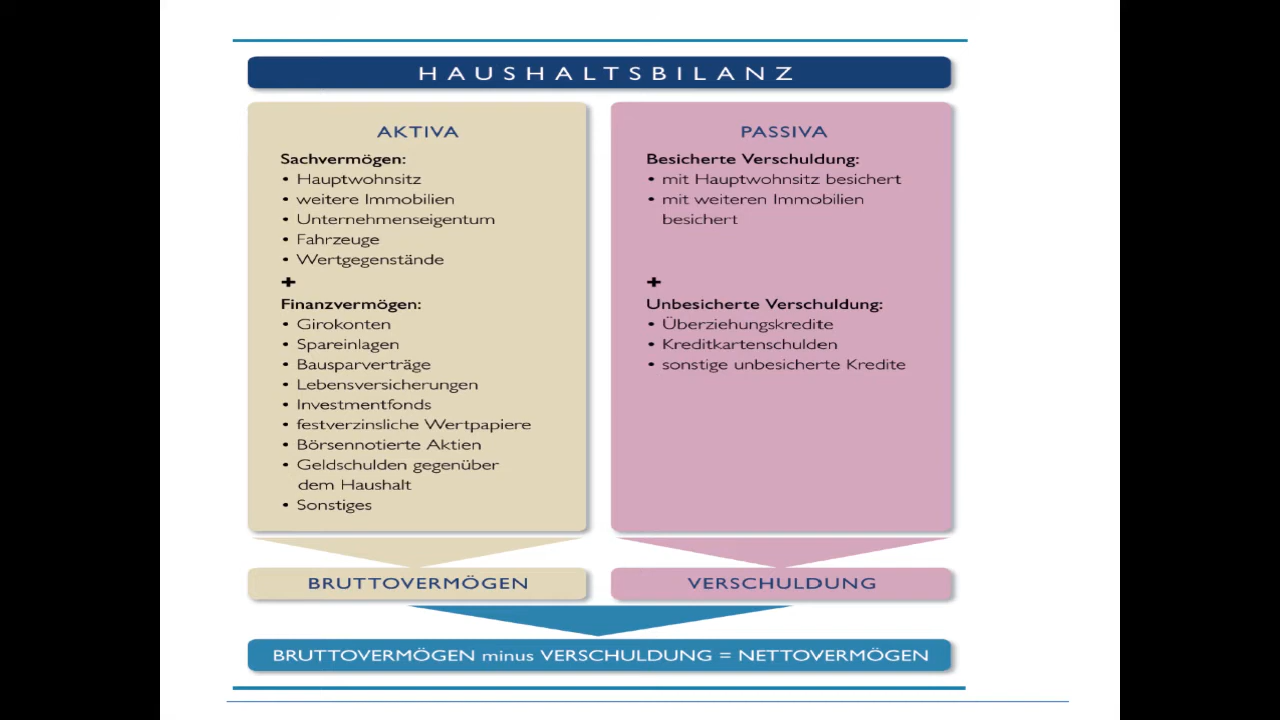 HAUSHALTSBILANZ
AKTIVA
Sachvermögen:
• Hauptwohnsitz
• weitere Immobilien
• Unternehmenseigentum
• Fahrzeuge
• Wertgegenstände
+
Finanzvermögen:
• Girokonten
• Spareinlagen
• Bausparverträge
• Lebensversicherungen
• Investmentfonds
• festverzinsliche Wertpapiere
• Börsennotierte Aktien
• Geldschulden gegenüber
dem Haushalt
• Sonstiges
PASSIVA
Besicherte Verschuldung:
• mit Hauptwohnsitz besichert
• mit weiteren Immobilien
besichert
+
Unbesicherte Verschuldung:
• Überziehungskredite
• Kreditkartenschulden
• sonstige unbesicherte Kredite
BRUTTOVERMÖGEN
VERSCHULDUNG
BRUTTOVERMÖGEN minus VERSCHULDUNG = NETTOVERMÖGEN